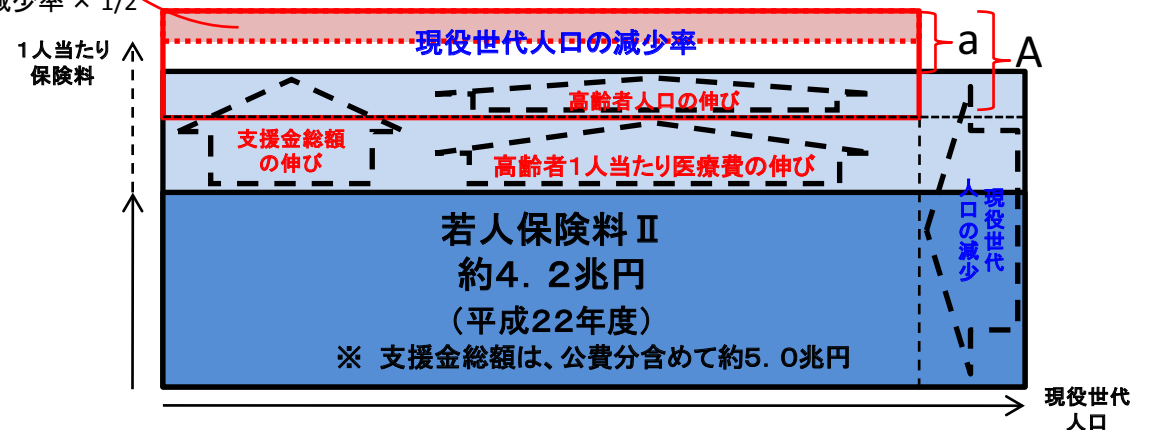 減少率 × 1/2
1人当たり
保険料
現役世代人口の減少率
a
A
高齢者人口の伸び
支援金総額
の伸び
高齢者1人当たり医療費の伸び
現役世代
人口の減少
若人保険料Ⅱ
約4.2兆円
(平成22年度)
※ 支援金総額は、公費分含めて約5.0兆円
現役世代
人口